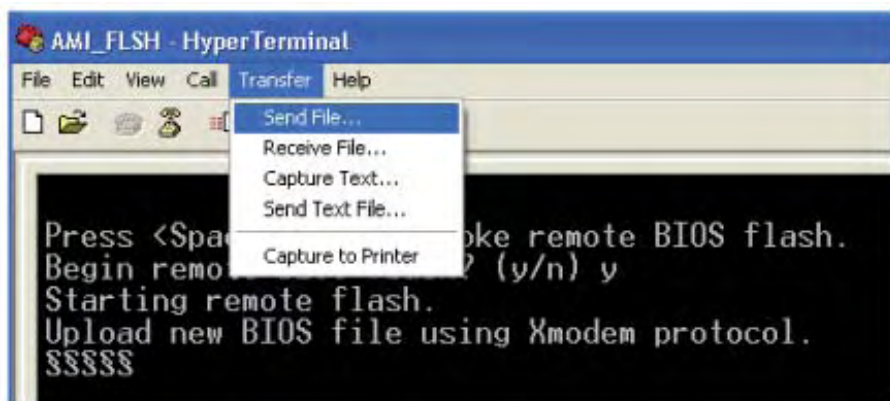 AMI_FLSH - HyperTerminal
File Edit View Call Transfer Help
Send File...
Receive File...
Capture Text...
Send Text File...
Capture to Printer
Press <Spa oke remote BIOS flash.
Begin remo ? (y/n) y
Starting remote flash.
Upload new BIOS file using Xmodem protocol.
§§§§§